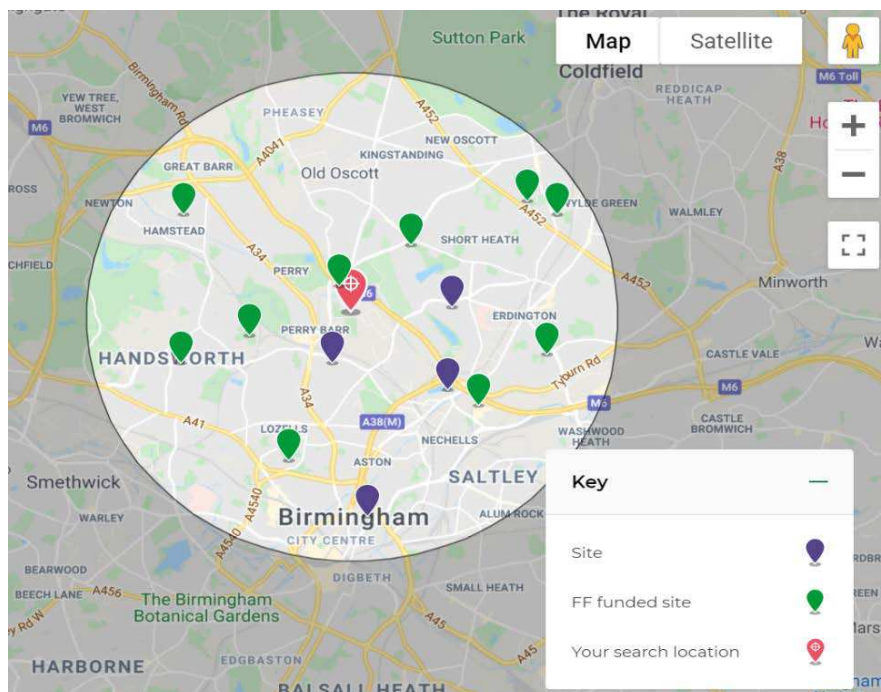 The Royal
Sutton Park
Map
Satellite
Coldfield
Birmingham Rd
A452
M6 Toll
YEW TREE,
WEST
BROMWICH
REDDICAP
HEATH
PHEASEY
M6
NEW OSCOTT
A4041
KINGSTANDING
A38
GREAT BARR
Old Oscott
NEWTON
A452
WYLDE GREEN
WALMLEY
HAMSTEAD
A34
SHORT HEATH
PERRY
A452
Minworth
ERDINGTON
PERRY BARR
HANDSWORTH
CASTLE VALE
Tyburn Rd
M6
A34
A41
M6
A38(M)
LOZELLS
CASTLE
BROMWICH
NECHELLS
WASHWOOD
HEATH
ASTON
Smethwick
SALTLEY
Key
A4540
WARLEY
Birmingham
ALUM ROCK
A4540
CITY CENTRE
Site
BEARWOOD
DIGBETH
A456
BEECH LANE
SMALL HEATH
The Birmingham
Botanical Gardens
FF funded site
A45
Your search location
HARBORNE
EDGBASTON
A45
BALSALL HEATH